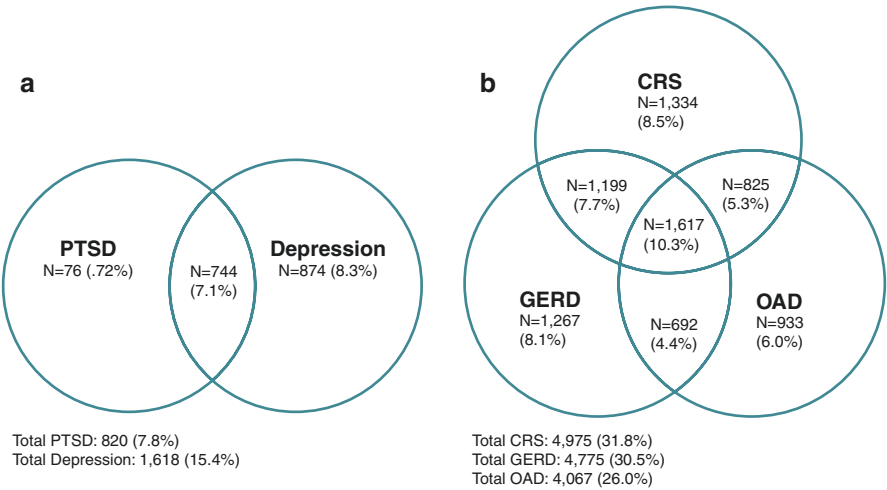 a
PTSD
N=76 (.72%)
N=744
(7.1%)
Depression
N=874 (8.3%)
Total PTSD: 820 (7.8%)
Total Depression: 1,618 (15.4%)
b
CRS
N=1,334
(8.5%)
N=1,199
(7.7%)
N=825
(5.3%)
N=1,617
(10.3%)
GERD
N=1,267
(8.1%)
N=692
(4.4%)
OAD
N=933
(6.0%)
Total CRS: 4,975 (31.8%)
Total GERD: 4,775 (30.5%)
Total OAD: 4,067 (26.0%)